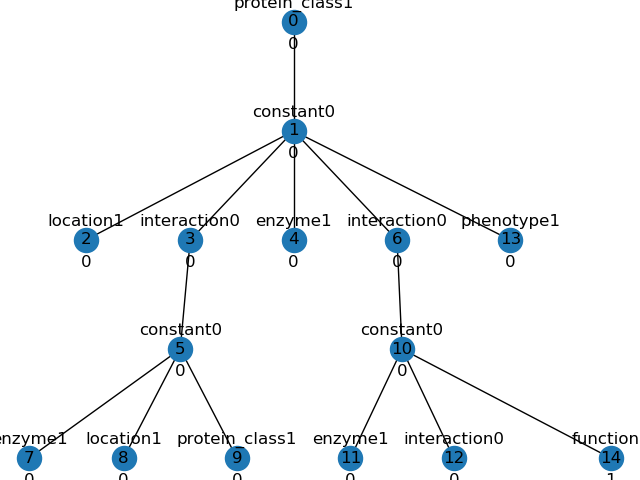 protein_class1
0
0
constant0
1
0
location1 interaction0 enzyme1 interaction0 phenotype1
2 3 4 6 13
0 0 0 0 0
constant0 constant0
5 10
0 0
enzyme1 location1 protein_class1 enzyme1 interaction0 function
7 8 9 11 12 14
0 0 0 0 0 1